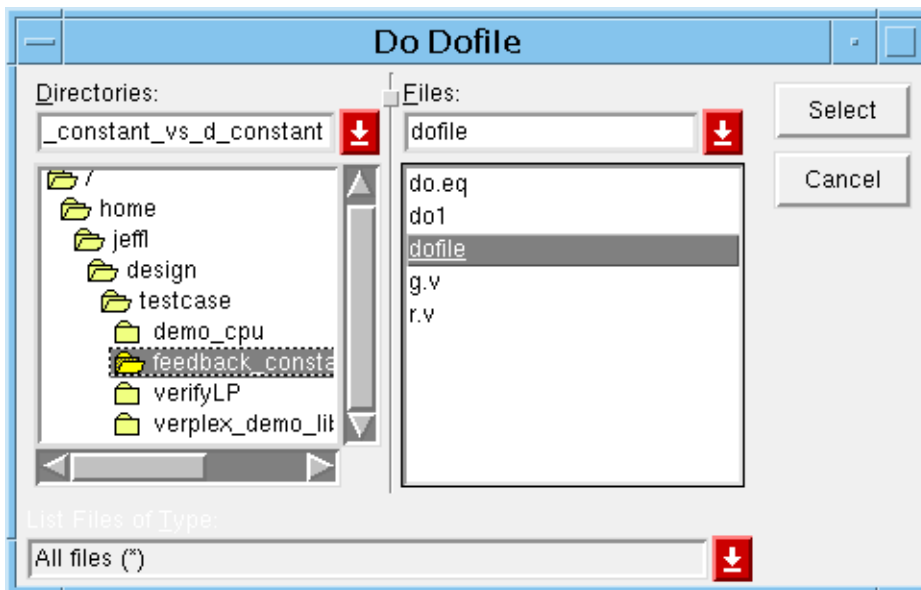 Do Dofile
Directories:
_constant_vs_d_constant
/
home
jeffl
design
testcase
demo_cpu
feedback_consta
verifyLP
verplex_demo_lib
Files:
dofile
do.eq
do1
dofile
g.v
r.v
Select
Cancel
List Files of Type:
All files (*)